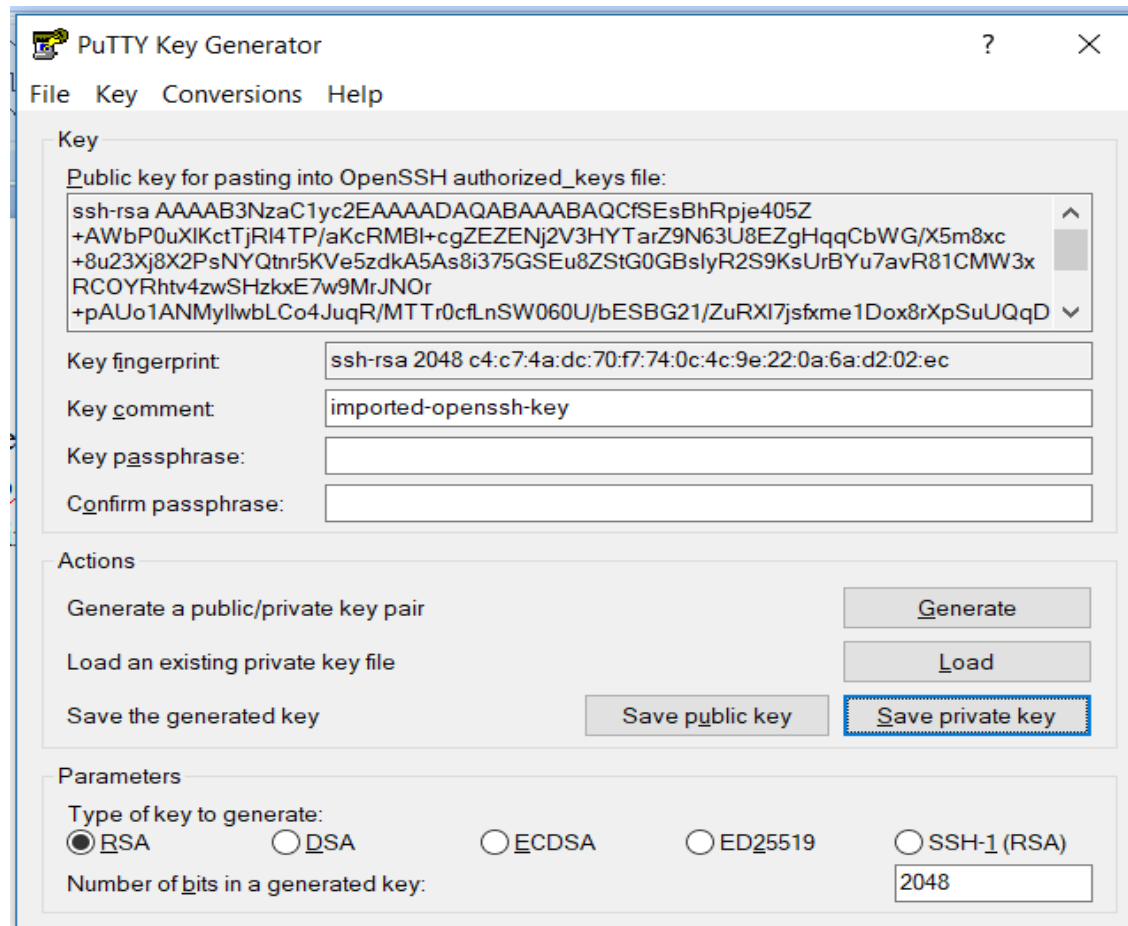 PuTTY Key Generator
?
File Key Conversions Help
Key
Public key for pasting into OpenSSH authorized_keys file:
ssh-rsa AAAAB3NzaC1yc2EAAAADAQABAAABAQCfSEsBhRpje405Z
+AWbP0uXlKctTjRl4TP/aKcRMBl+cgZEZENj2V3HYTarZ9N63U8EZgHqqCbWG/X5m8xc
+8u23Xj8X2PsNYQtnr5KVe5zdkA5As8i375GSEu8ZStG0GBslyR2S9KsUrBYu7avR81CMW3x
RCOYRhtv4zwSHzkxE7w9MrJNOr
+pAUo1ANMyllwbLCo4JuqR/MTTr0cfLnSW060U/bESBG21/ZuRXl7jsfxme1Dox8rXpSuUQqD
Key fingerprint: ssh-rsa 2048 c4:c7:4a:dc:70:f7:74:0c:4c:9e:22:0a:6a:d2:02:ec
Key comment: imported-openssh-key
Key passphrase:
Confirm passphrase:
Actions
Generate a public/private key pair Generate
Load an existing private key file Load
Save the generated key Save public key Save private key
Parameters
Type of key to generate:
RSA DSA ECDSA ED25519 SSH-1 (RSA)
Number of bits in a generated key: 2048